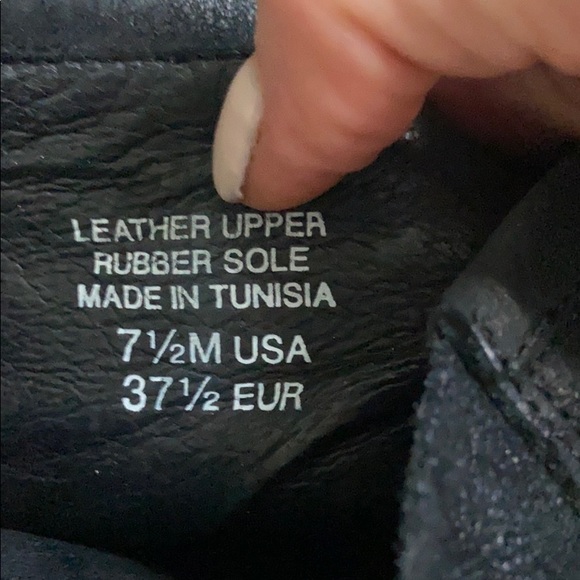 LEATHER UPPER
RUBBER SOLE
MADE IN TUNISIA
7½M USA
37½ EUR